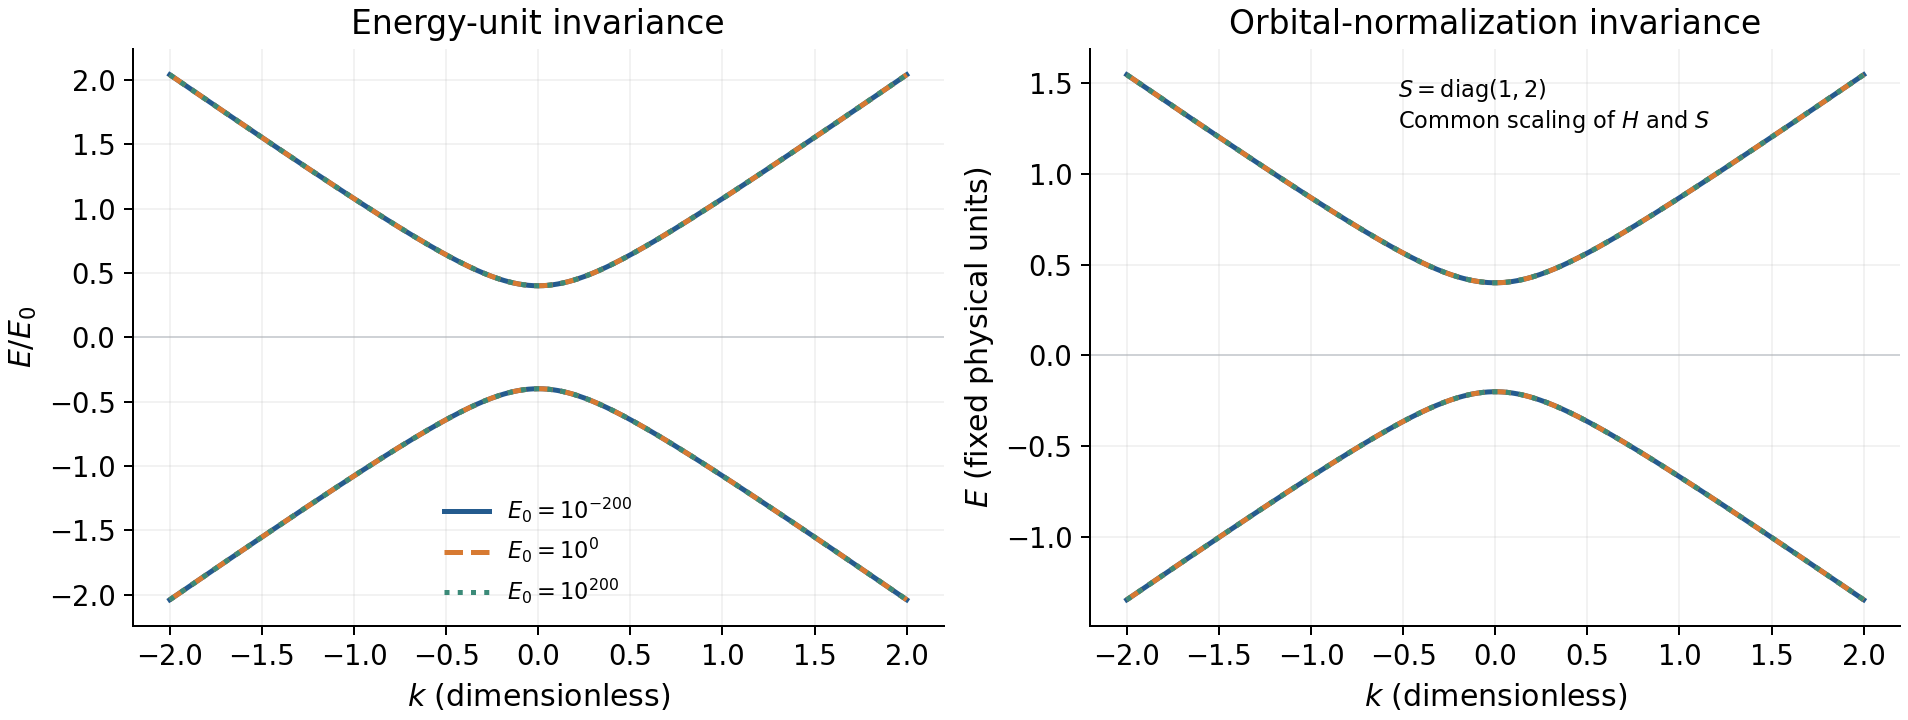 Energy-unit invariance
E/E₀
2.0
1.5
1.0
0.5
0.0
−0.5
−1.0
−1.5
−2.0
E₀ = 10⁻²⁰⁰
E₀ = 10⁰
E₀ = 10²⁰⁰
−2.0 −1.5 −1.0 −0.5 0.0 0.5 1.0 1.5 2.0
k (dimensionless)
Orbital-normalization invariance
E (fixed physical units)
1.5
1.0
0.5
0.0
−0.5
−1.0
S = diag(1, 2)
Common scaling of H and S
−2.0 −1.5 −1.0 −0.5 0.0 0.5 1.0 1.5 2.0
k (dimensionless)